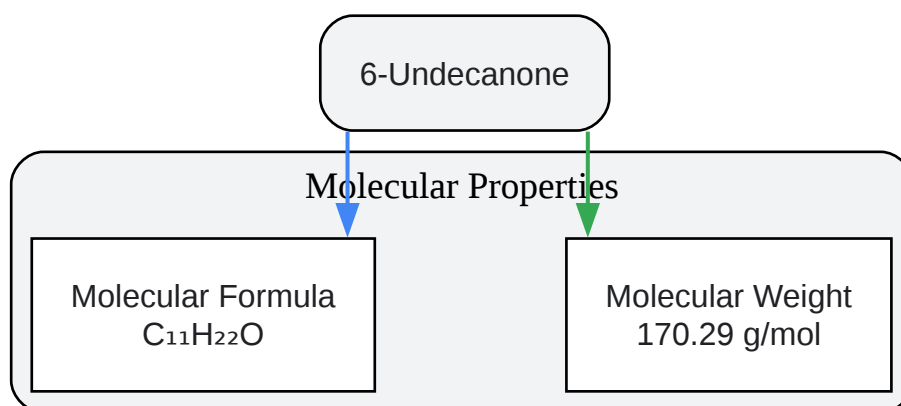 6-Undecanone
Molecular Properties
Molecular Formula
C₁₁H₂₂O
Molecular Weight
170.29 g/mol